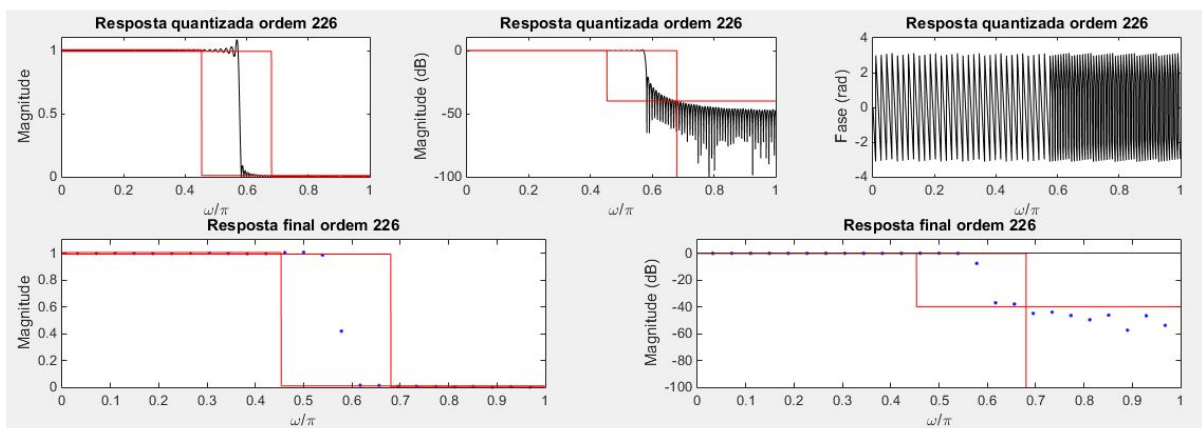 Resposta quantizada ordem 226
Magnitude
1
0.5
0
0 0.2 0.4 0.6 0.8 1
ω/π
Resposta quantizada ordem 226
Magnitude (dB)
0
-50
-100
0 0.2 0.4 0.6 0.8 1
ω/π
Resposta quantizada ordem 226
Fase (rad)
4
2
0
-2
-4
0 0.2 0.4 0.6 0.8 1
ω/π
Resposta final ordem 226
Magnitude
1
0.8
0.6
0.4
0.2
0
0 0.1 0.2 0.3 0.4 0.5 0.6 0.7 0.8 0.9 1
ω/π
Resposta final ordem 226
Magnitude (dB)
0
-20
-40
-60
-80
-100
0 0.1 0.2 0.3 0.4 0.5 0.6 0.7 0.8 0.9 1
ω/π